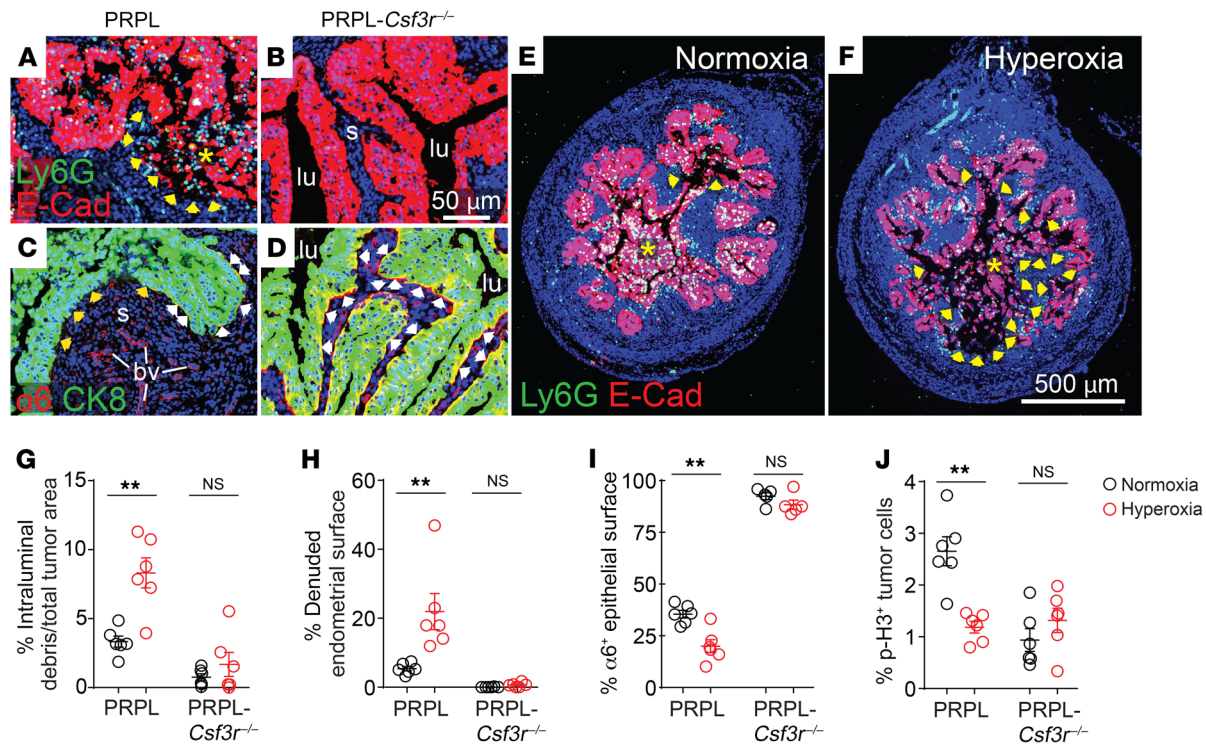 PRPL
PRPL-Csf3r−/−
A
B
E
Normoxia
F
Hyperoxia
s
lu
lu
*
Ly6G
E-Cad
50 µm
C
D
lu
lu
s
bv
α6 CK8
*
*
Ly6G E-Cad
500 µm
G
% Intraluminal
debris/total tumor area
15
10
5
0
**
NS
PRPL
PRPL-
Csf3r−/−
H
% Denuded
endometrial surface
60
40
20
0
**
NS
PRPL
PRPL-
Csf3r−/−
I
% α6+ epithelial surface
100
75
50
25
0
**
NS
PRPL
PRPL-
Csf3r−/−
J
% p-H3+ tumor cells
4
3
2
1
0
**
NS
PRPL
PRPL-
Csf3r−/−
Normoxia
Hyperoxia